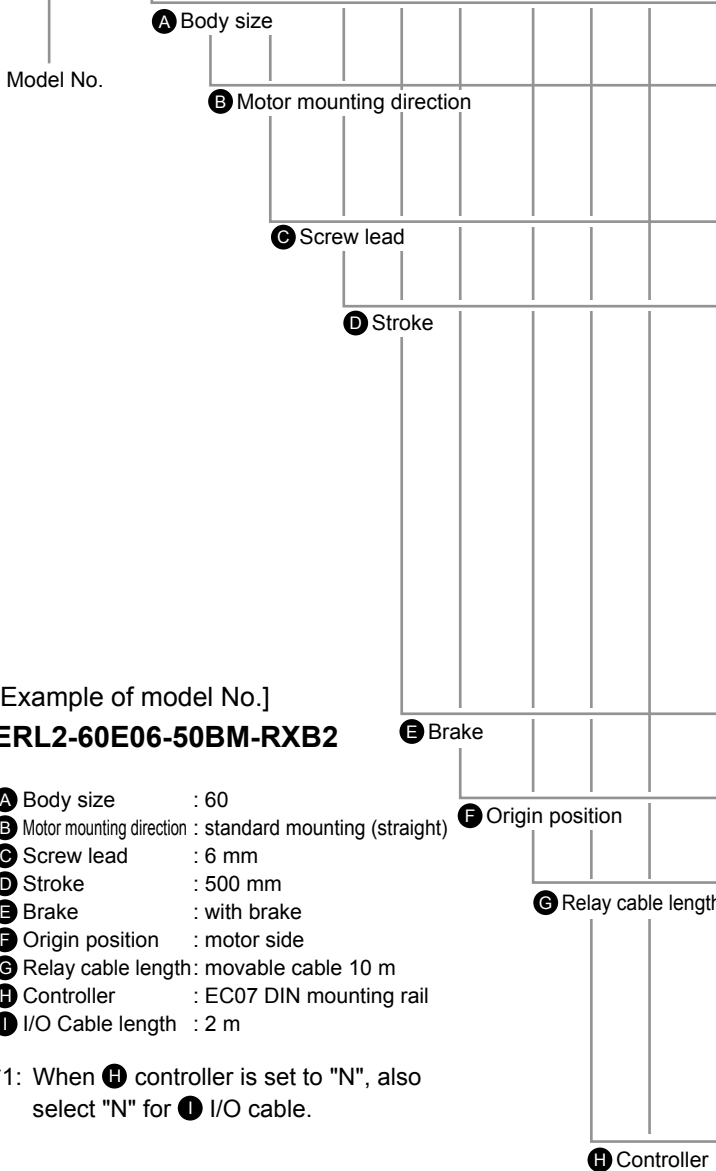 A Body size
Model No.
B Motor mounting direction
C Screw lead
D Stroke
E Brake
F Origin position
G Relay cable length
H Controller
Example of model No.]
ERL2-60E06-50BM-RXB2
A Body size : 60
B Motor mounting direction : standard mounting (straight)
C Screw lead : 6 mm
D Stroke : 500 mm
E Brake : with brake
F Origin position : motor side
G Relay cable length : movable cable 10 m
H Controller : EC07 DIN mounting rail
I I/O Cable length : 2 m
*1: When H controller is set to "N", also
select "N" for I I/O cable.